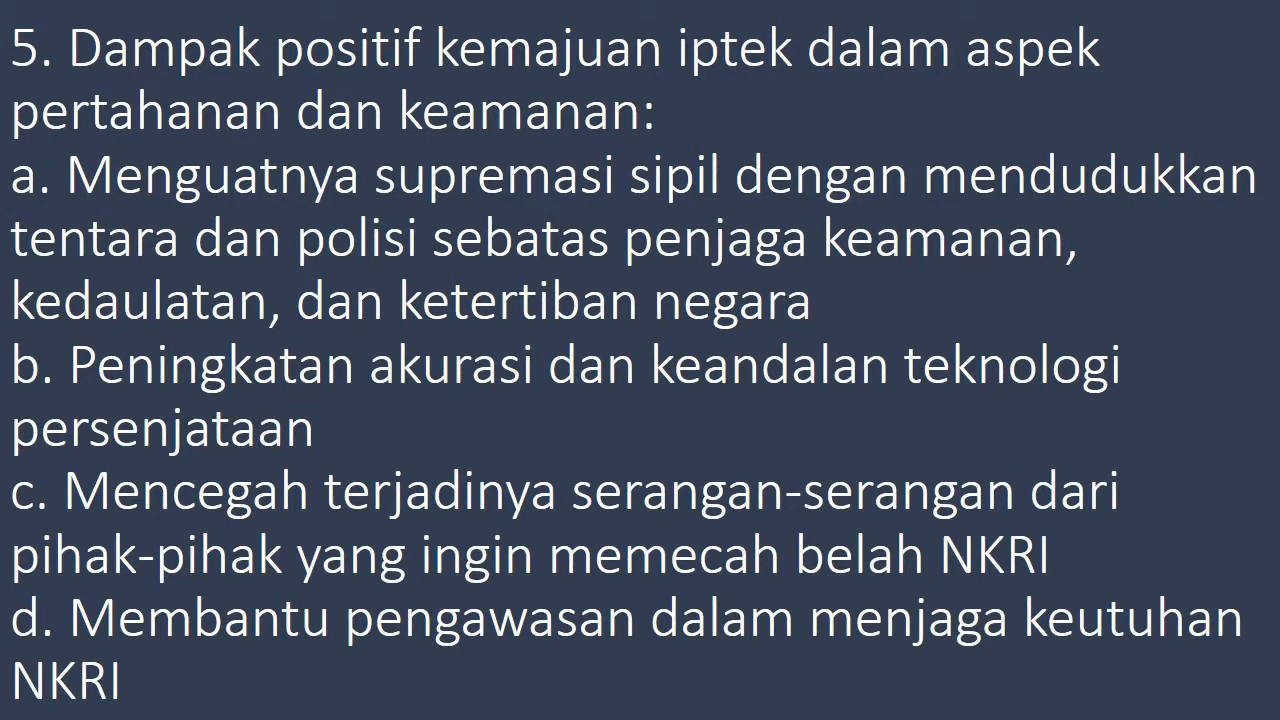 5. Dampak positif kemajuan iptek dalam aspek
pertahanan dan keamanan:
a. Menguatnya supremasi sipil dengan mendudukkan
tentara dan polisi sebatas penjaga keamanan,
kedaulatan, dan ketertiban negara
b. Peningkatan akurasi dan keandalan teknologi
persenjataan
c. Mencegah terjadinya serangan-serangan dari
pihak-pihak yang ingin memecah belah NKRI
d. Membantu pengawasan dalam menjaga keutuhan
NKRI